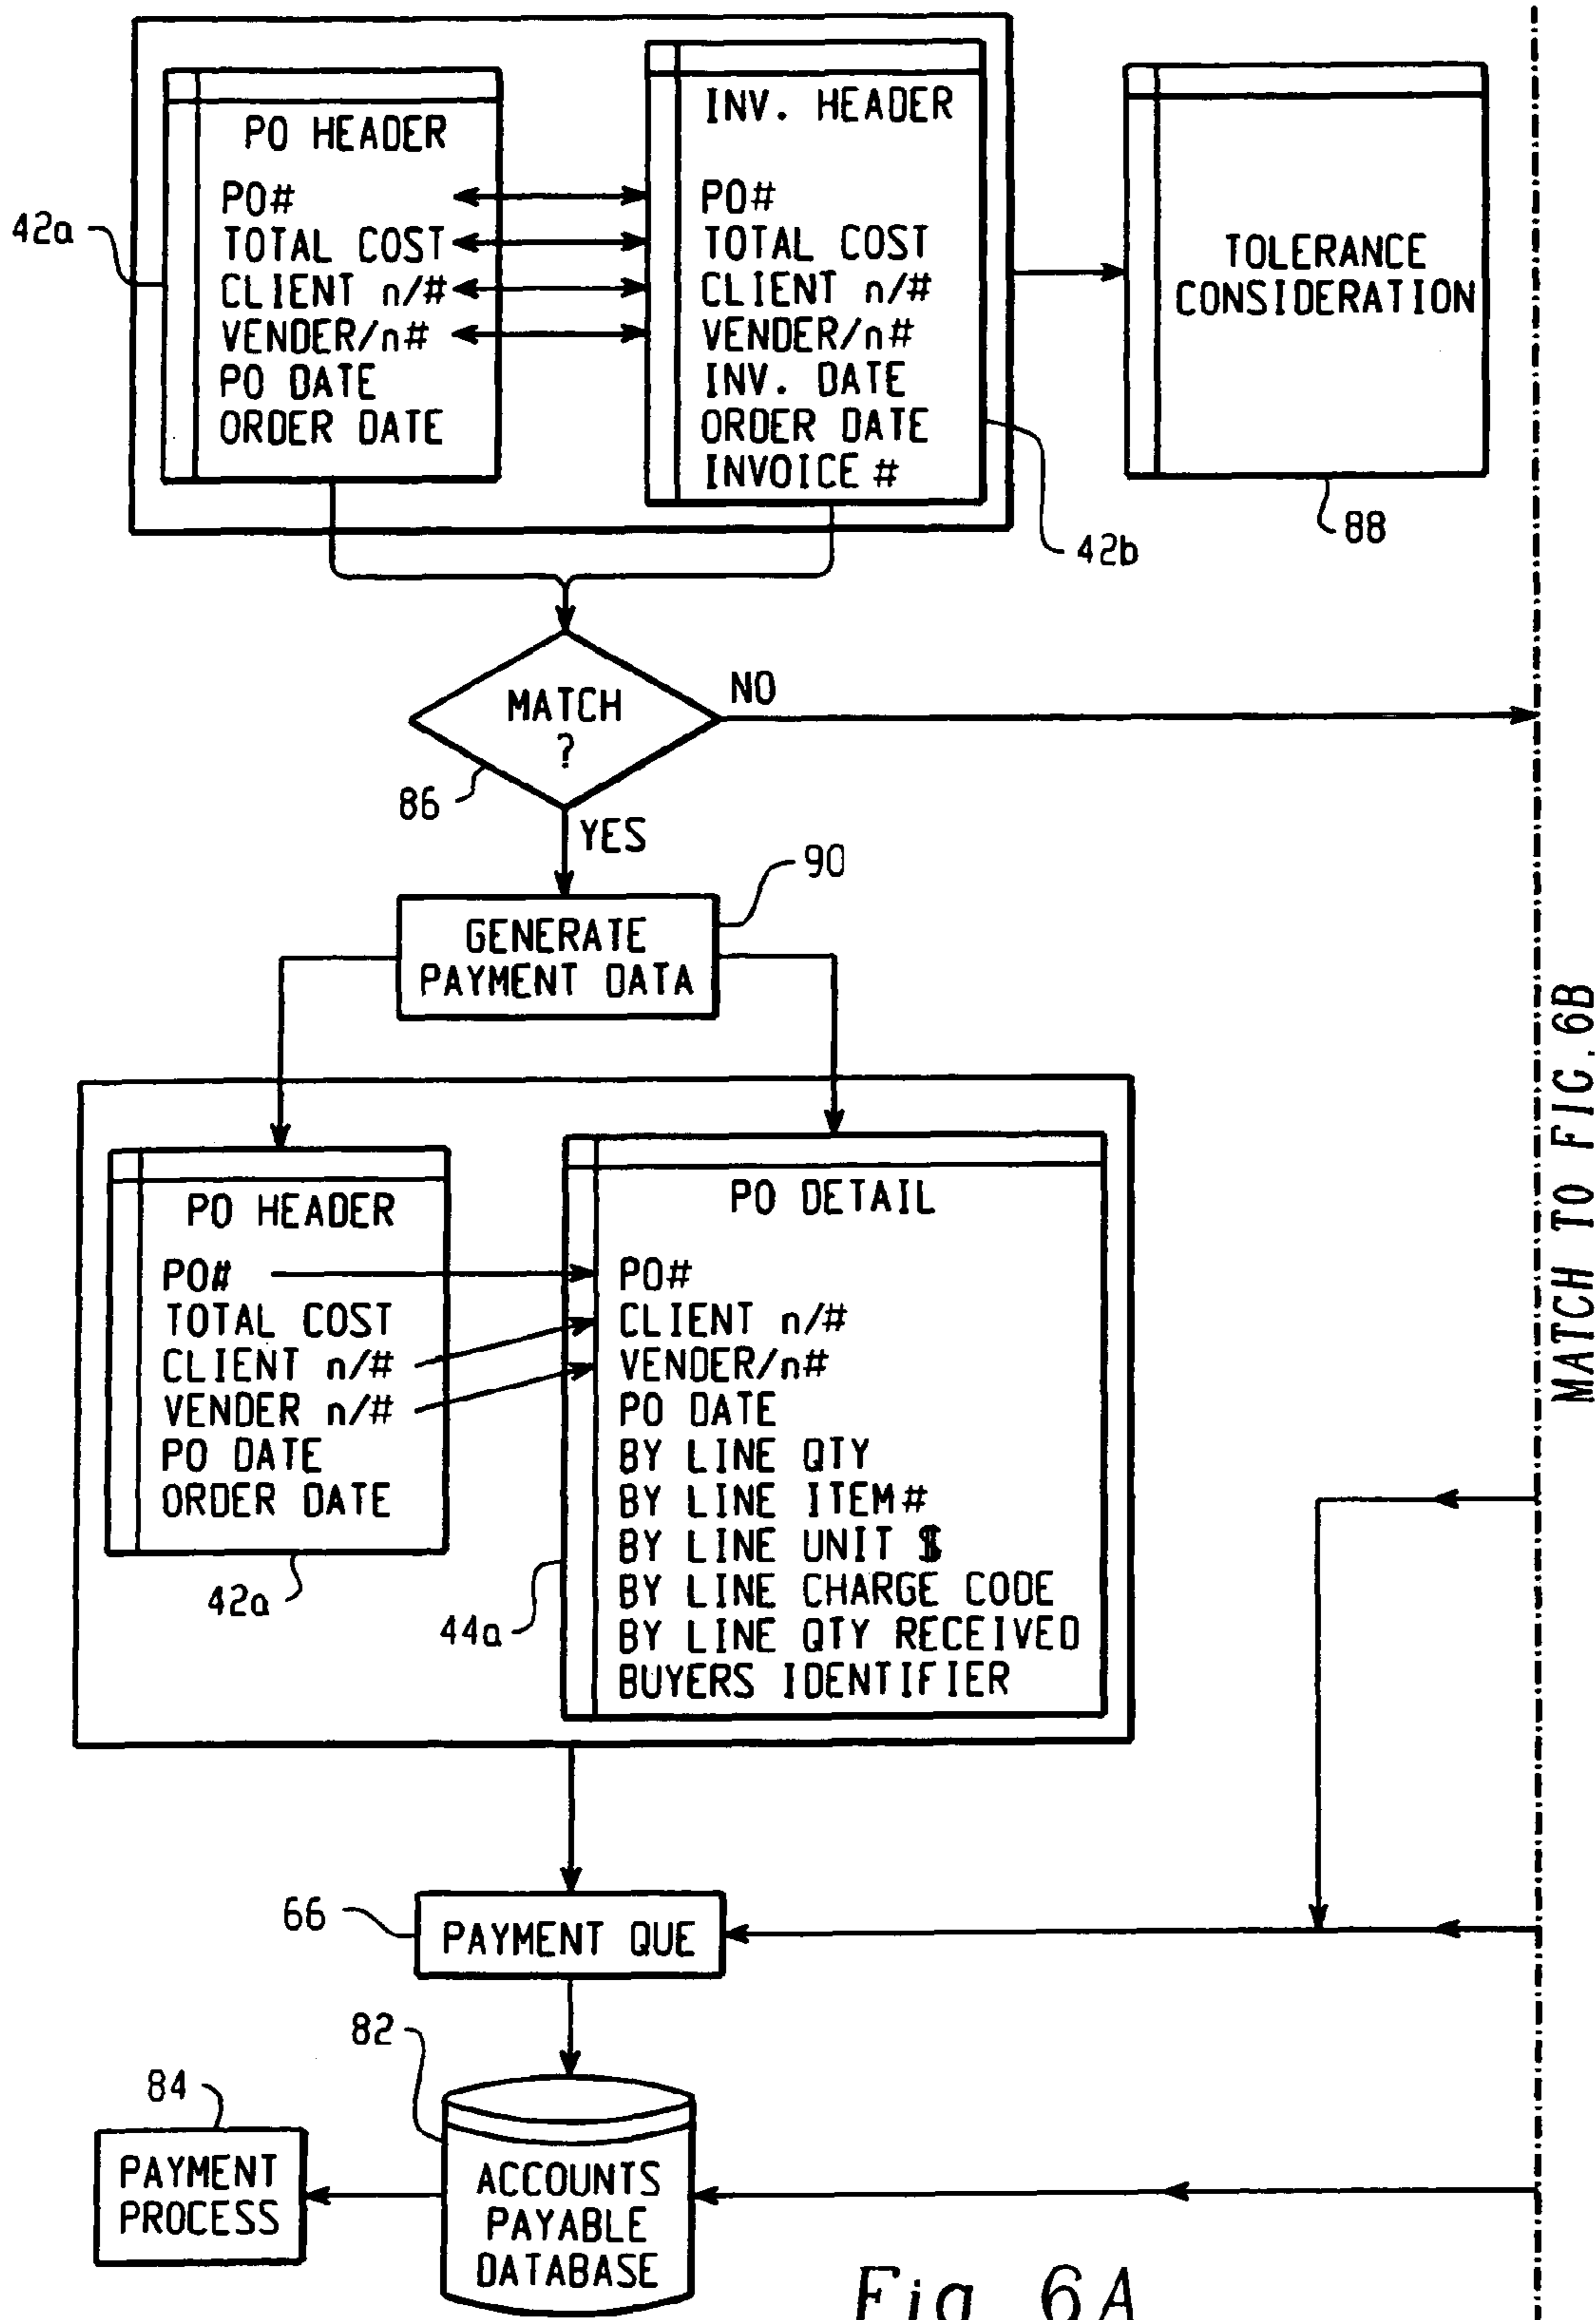 PO HEADER
PO#
TOTAL COST
CLIENT n/#
VENDER/n#
PO DATE
ORDER DATE
42a
INV. HEADER
PO#
TOTAL COST
CLIENT n/#
VENDER/n#
INV. DATE
ORDER DATE
INVOICE #
42b
TOLERANCE
CONSIDERATION
88
MATCH
?
NO
86
YES
90
GENERATE
PAYMENT DATA
PO HEADER
PO#
TOTAL COST
CLIENT n/#
VENDER n/#
PO DATE
ORDER DATE
42a
PO DETAIL
PO#
CLIENT n/#
VENDER/n#
PO DATE
BY LINE QTY
BY LINE ITEM#
BY LINE UNIT $
BY LINE CHARGE CODE
BY LINE QTY RECEIVED
BUYERS IDENTIFIER
44a
MATCH TO FIG. 6B
66
PAYMENT QUE
82
84
PAYMENT
PROCESS
ACCOUNTS
PAYABLE
DATABASE
Fig 6A